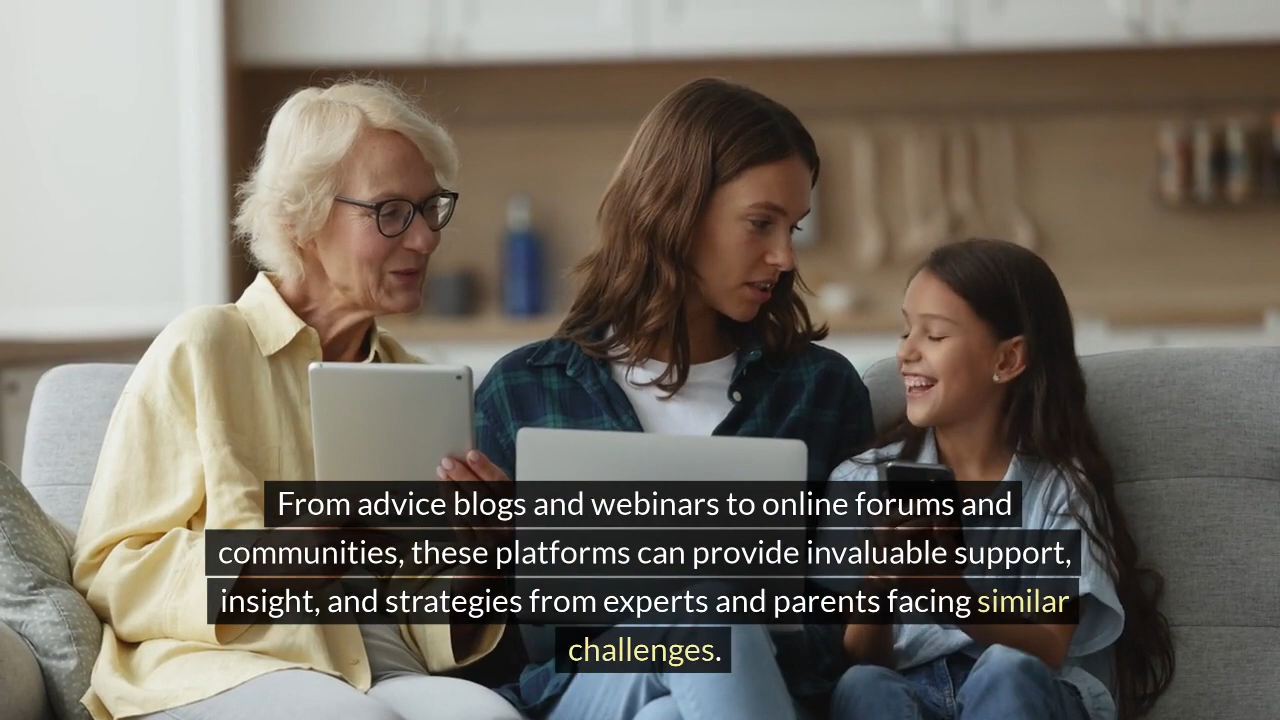 From advice blogs and webinars to online forums and
communities, these platforms can provide invaluable support,
insight, and strategies from experts and parents facing similar
challenges.